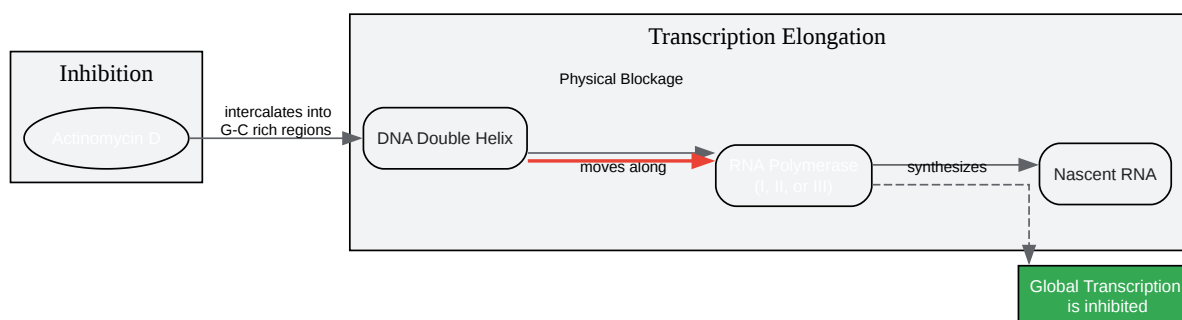 Inhibition
Actinomycin D
intercalates into
G-C rich regions
Transcription Elongation
Physical Blockage
DNA Double Helix
moves along
RNA Polymerase
(I, II, or III)
synthesizes
Nascent RNA
Global Transcription
is inhibited